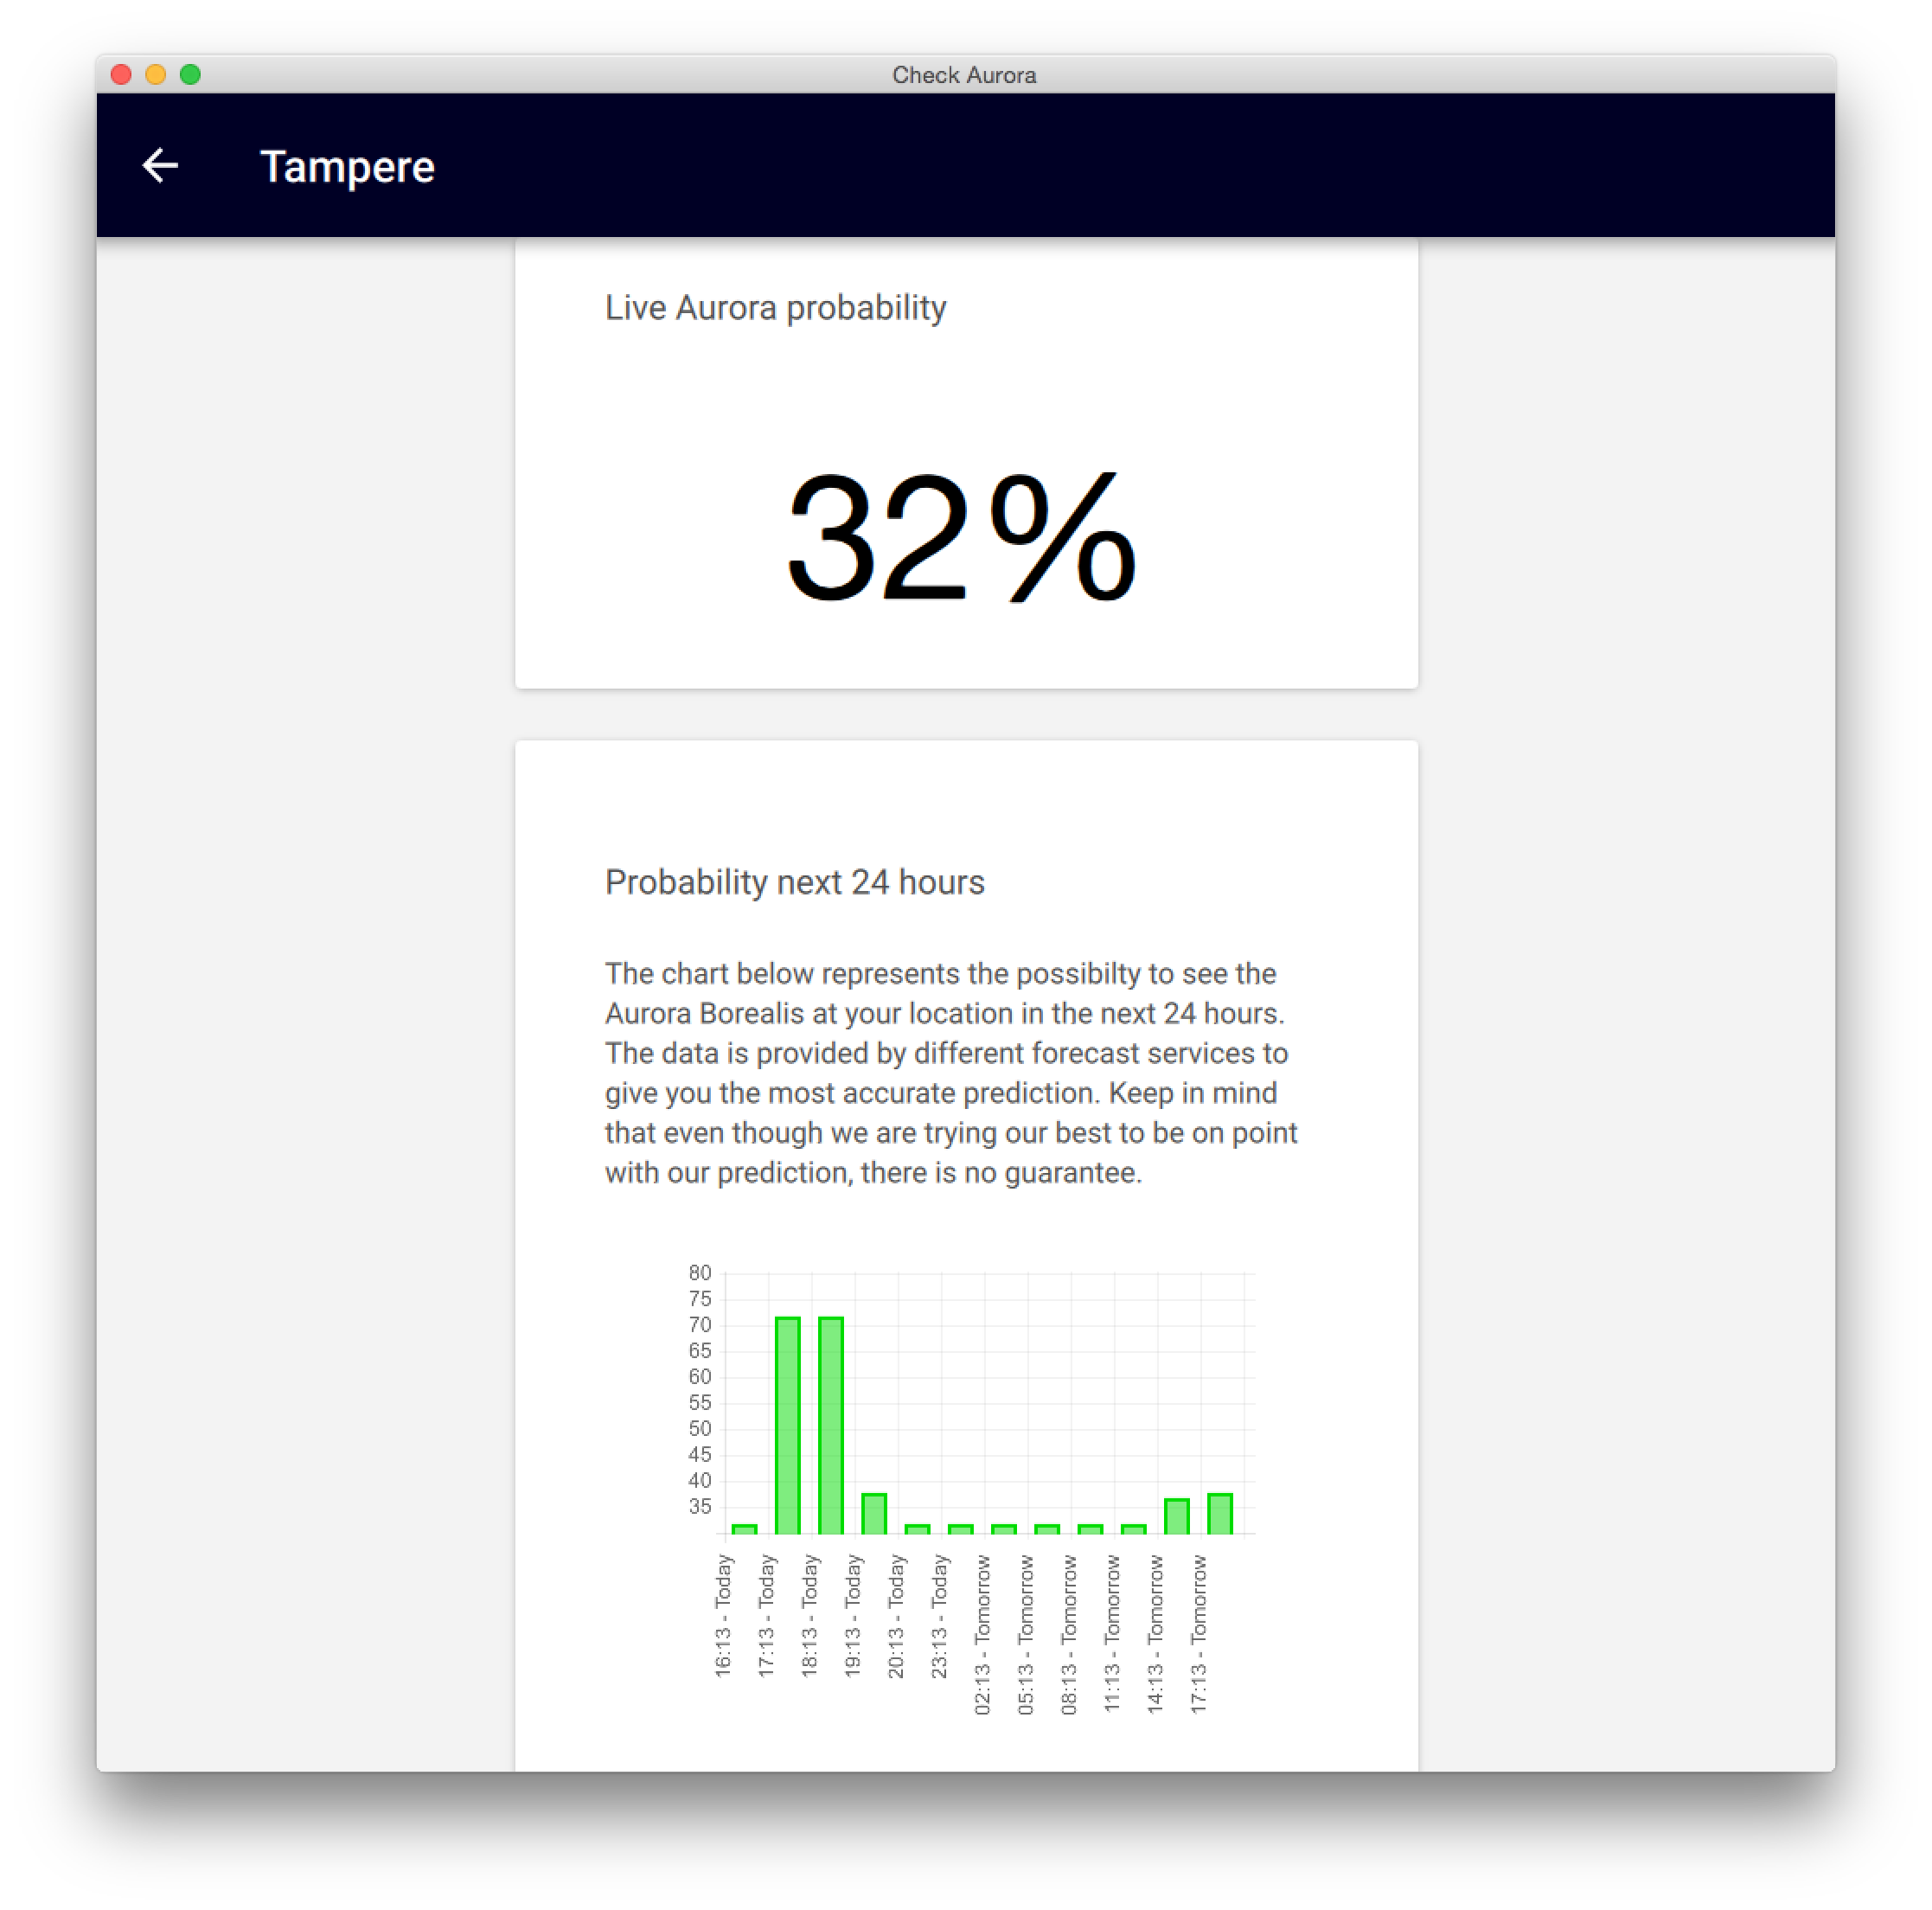 Check Aurora
Tampere
Live Aurora probability
32%
Probability next 24 hours
The chart below represents the possibilty to see the
Aurora Borealis at your location in the next 24 hours.
The data is provided by different forecast services to
give you the most accurate prediction. Keep in mind
that even though we are trying our best to be on point
with our prediction, there is no guarantee.
80
75
70
65
60
55
50
45
40
35
16:13 - Today
17:13 - Today
18:13 - Today
19:13 - Today
20:13 - Today
23:13 - Today
02:13 - Tomorrow
05:13 - Tomorrow
08:13 - Tomorrow
11:13 - Tomorrow
14:13 - Tomorrow
17:13 - Tomorrow